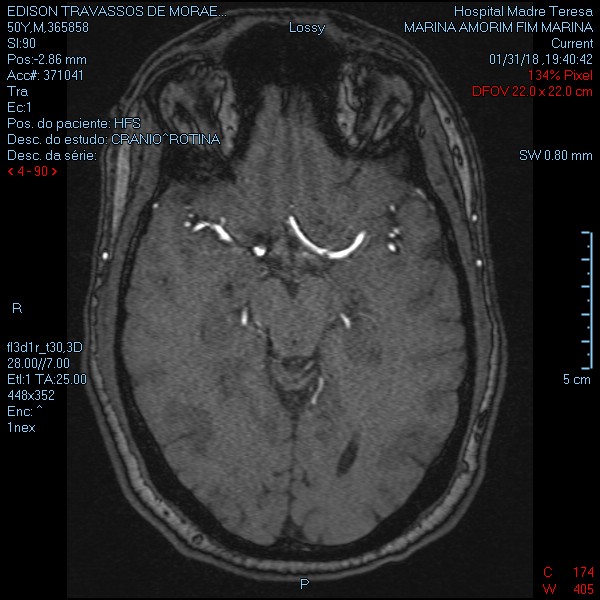 EDISON TRAVASSOS DE MORAE...
50Y,M,365858
Sl:90
Pos:-2.86 mm
Acc#: 371041
Tra
Ec:1
Pos. do paciente: HFS
Desc. do estudo: CRANIO^ROTINA
Desc. da série:
< 4 - 90 >
Lossy
Hospital Madre Teresa
MARINA AMORIM FIM MARINA
Current
01/31/18 ,19:40:42
134% Pixel
DFOV 22.0 x 22.0 cm
SW 0.80 mm
R
5 cm
fl3d1r_t30,3D
28.00//7.00
Etl:1 TA:25.00
448x352
Enc: ^
1nex
P
C 174
W 405